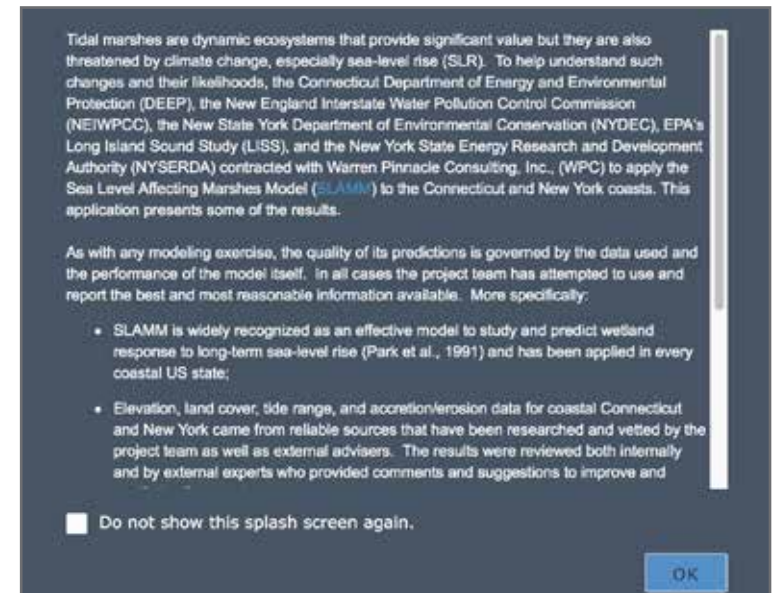 Tidal marshes are dynamic ecosystems that provide significant value but they are also
threatened by climate change, especially sea-level rise (SLR). To help understand such
changes and their likelihoods, the Connecticut Department of Energy and Environmental
Protection (DEEP), the New England Interstate Water Pollution Control Commission
(NEIWPCC), the New State York Department of Environmental Conservation (NYDEC), EPA's
Long Island Sound Study (LISS), and the New York State Energy Research and Development
Authority (NYSERDA) contracted with Warren Pinnacle Consulting, Inc., (WPC) to apply the
Sea Level Affecting Marshes Model (SLAMM) to the Connecticut and New York coasts. This
application presents some of the results.
As with any modeling exercise, the quality of its predictions is governed by the data used and
the performance of the model itself. In all cases the project team has attempted to use and
report the best and most reasonable information available. More specifically:
• SLAMM is widely recognized as an effective model to study and predict wetland
response to long-term sea-level rise (Park et al., 1991) and has been applied in every
coastal US state;
• Elevation, land cover, tide range, and accretion/erosion data for coastal Connecticut
and New York came from reliable sources that have been researched and vetted by the
project team as well as external advisers. The results were reviewed both internally
and by external experts who provided comments and suggestions to improve and
Do not show this splash screen again.
OK